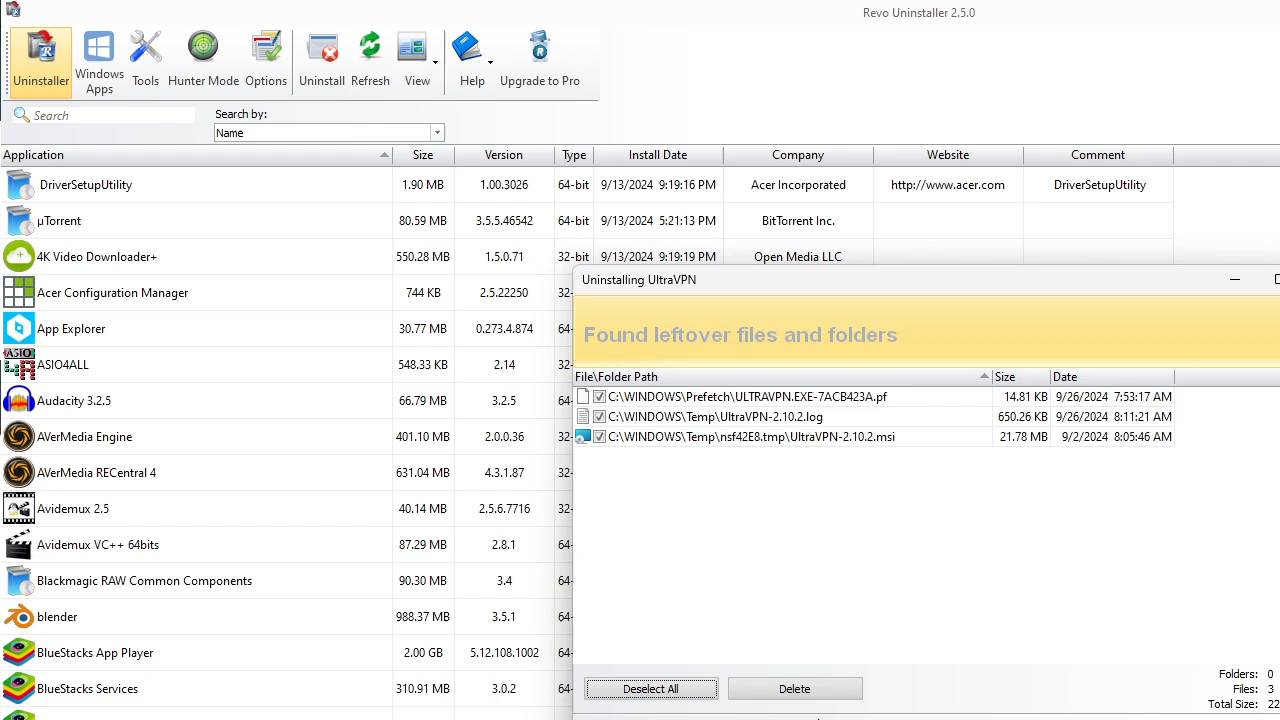 Revo Uninstaller 2.5.0
Uninstaller
Windows Apps
Tools
Hunter Mode
Options
Uninstall
Refresh
View
Help
Upgrade to Pro
Search
Search by:
Name
Application Size Version Type Install Date Company Website Comment
DriverSetupUtility 1.90 MB 1.00.3026 64-bit 9/13/2024 9:19:16 PM Acer Incorporated http://www.acer.com DriverSetupUtility
µTorrent 80.59 MB 3.5.5.46542 64-bit 9/13/2024 5:21:13 PM BitTorrent Inc.
4K Video Downloader+ 550.28 MB 1.5.0.71 32-bit 9/13/2024 9:19:19 PM Open Media LLC
Acer Configuration Manager 744 KB 2.5.22250 32-
App Explorer 30.77 MB 0.273.4.874 32-
ASIO ASIO4ALL 548.33 KB 2.14 32-
Audacity 3.2.5 66.79 MB 3.2.5 64-
AVerMedia Engine 401.10 MB 2.0.0.36 32-
AVerMedia RECentral 4 631.04 MB 4.3.1.87 32-
Avidemux 2.5 40.14 MB 2.5.6.7716 32-
Avidemux VC++ 64bits 87.29 MB 2.8.1 64-
Blackmagic RAW Common Components 90.30 MB 3.4 64-
blender 988.37 MB 3.5.1 64-
BlueStacks App Player 2.00 GB 5.12.108.1002 64-
BlueStacks Services 310.91 MB 3.0.2 64-
Uninstalling UltraVPN
Found leftover files and folders
File\Folder Path Size Date
C:\WINDOWS\Prefetch\ULTRAVPN.EXE-7ACB423A.pf 14.81 KB 9/26/2024 7:53:17 AM
C:\WINDOWS\Temp\UltraVPN-2.10.2.log 650.26 KB 9/26/2024 8:11:21 AM
C:\WINDOWS\Temp\nsf42E8.tmp\UltraVPN-2.10.2.msi 21.78 MB 9/2/2024 8:05:46 AM
Deselect All
Delete
Folders: 0
Files: 3
Total Size: 22